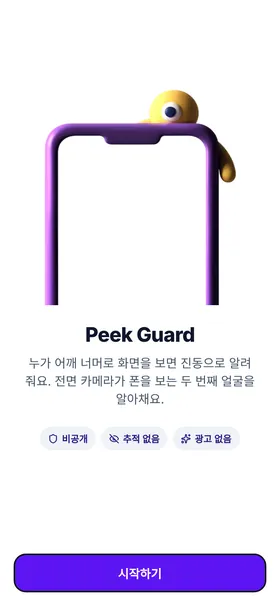 Peek Guard
누가 어깨 너머로 화면을 보면 진동으로 알려
줘요. 전면 카메라가 폰을 보는 두 번째 얼굴을
알아채요.
비공개
추적 없음
광고 없음
시작하기